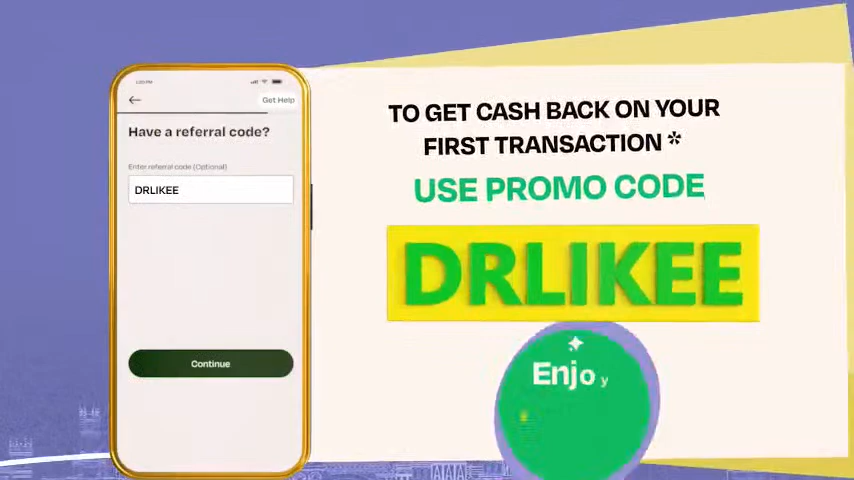 Get Help
Have a referral code?
Enter referral code (Optional)
DRLIKEE
Continue
TO GET CASH BACK ON YOUR
FIRST TRANSACTION *
USE PROMO CODE
DRLIKEE
Enjoy